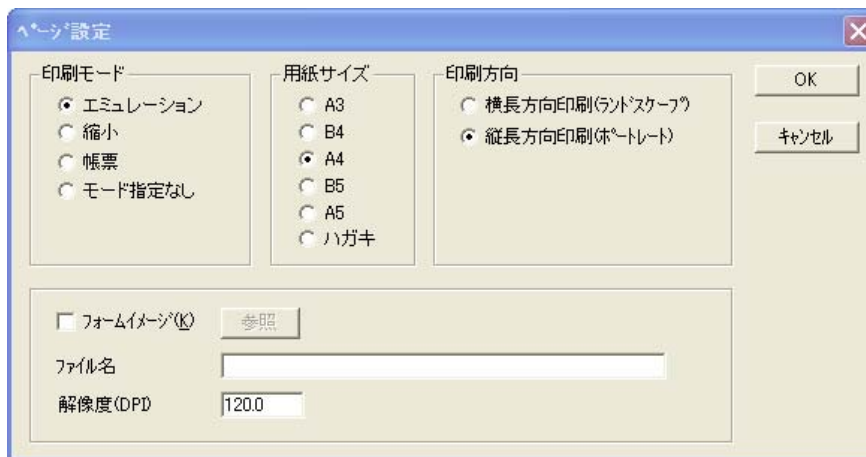 ﾍﾟｰｼﾞ設定
印刷モード
エミュレーション
縮小
帳票
モード指定なし
用紙サイズ
A3
B4
A4
B5
A5
ハガキ
印刷方向
横長方向印刷(ﾗﾝﾄﾞｽｹｰﾌﾟ)
縦長方向印刷(ﾎﾟｰﾄﾚｰﾄ)
OK
ｷｬﾝｾﾙ
ﾌｫｰﾑｲﾒｰｼﾞ(K)
参照
ﾌｧｲﾙ名
解像度(DPI)
120.0